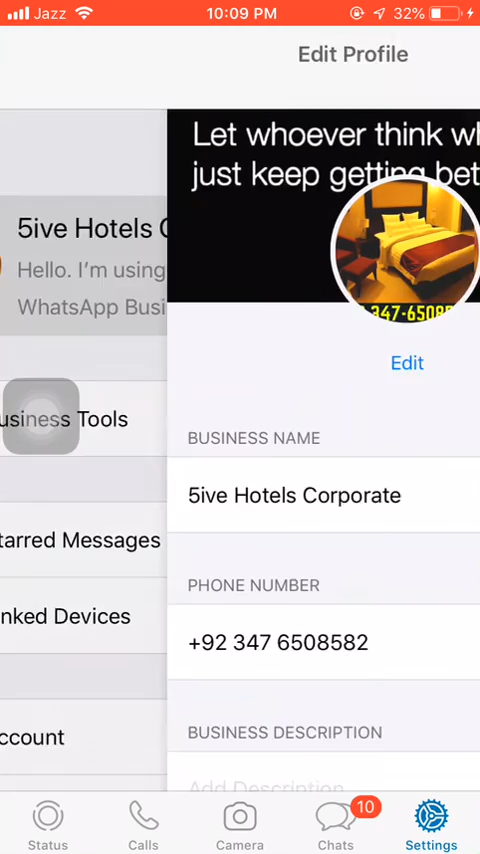 Jazz 10:09 PM 32%
Edit Profile
Let whoever think wh
just keep getting bet
5ive Hotels C
Hello. I'm using
WhatsApp Busi
347-6508
Edit
usiness Tools
BUSINESS NAME
5ive Hotels Corporate
tarred Messages
PHONE NUMBER
nked Devices
+92 347 6508582
ccount
BUSINESS DESCRIPTION
Add Description
10
Status Calls Camera Chats Settings